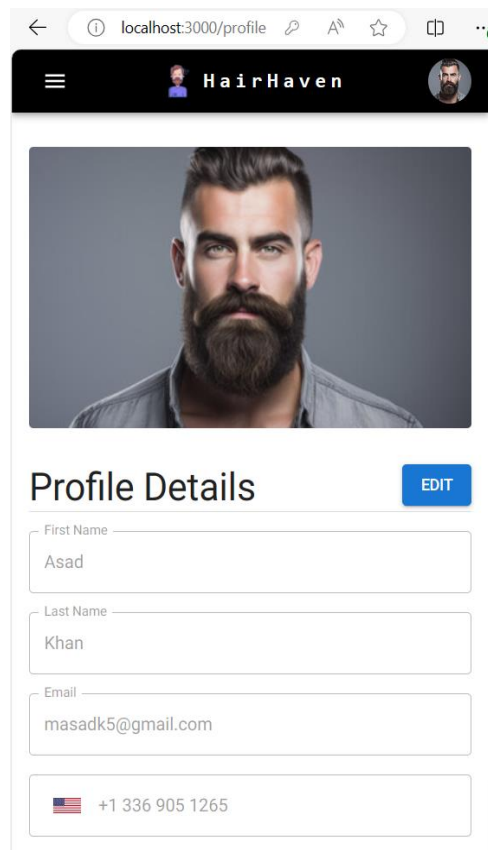 localhost:3000/profile
HairHaven
Profile Details
EDIT
First Name
Asad
Last Name
Khan
Email
masadk5@gmail.com
+1 336 905 1265